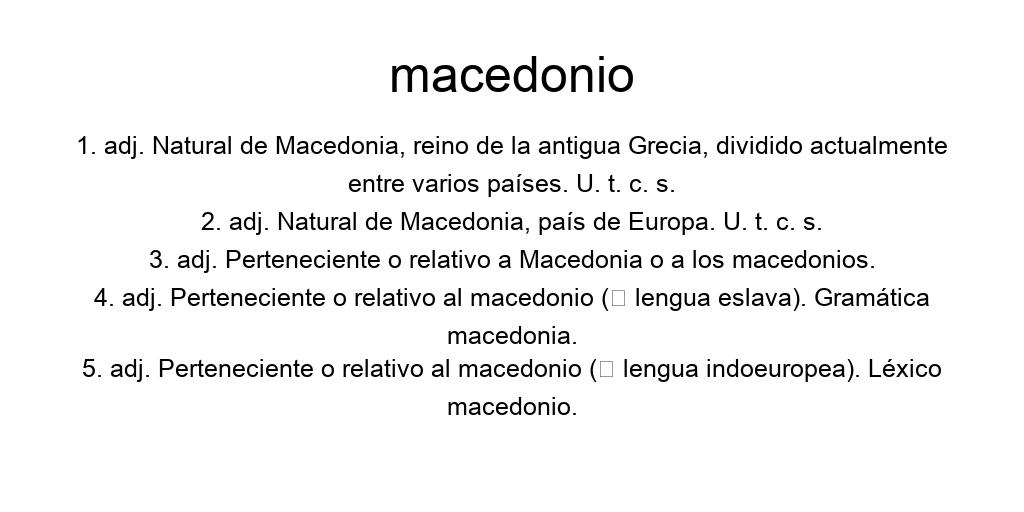 macedonio
1. adj. Natural de Macedonia, reino de la antigua Grecia, dividido actualmente
entre varios países. U. t. c. s.
2. adj. Natural de Macedonia, país de Europa. U. t. c. s.
3. adj. Perteneciente o relativo a Macedonia o a los macedonios.
4. adj. Perteneciente o relativo al macedonio (□ lengua eslava). Gramática
macedonia.
5. adj. Perteneciente o relativo al macedonio (□ lengua indoeuropea). Léxico
macedonio.